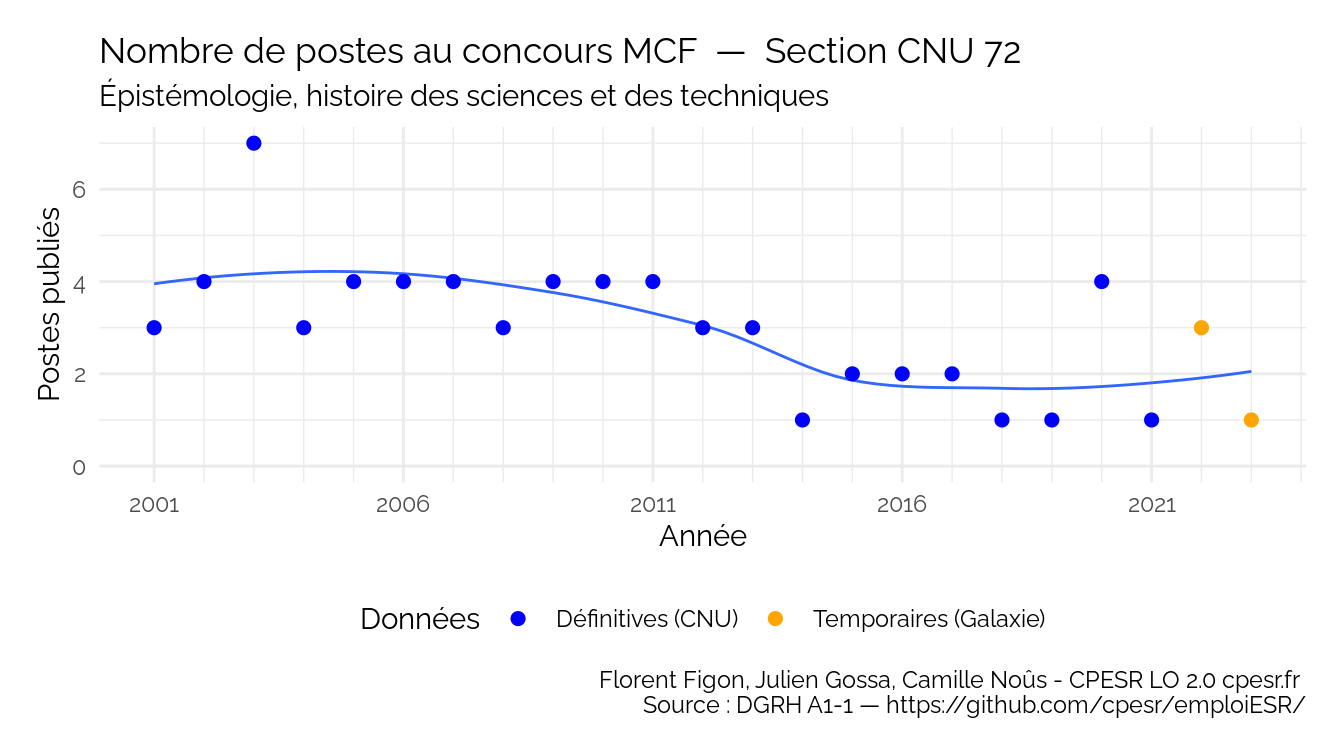 Nombre de postes au concours MCF — Section CNU 72
Épistémologie, histoire des sciences et des techniques
Postes publiés
6
4
2
0
2001 2006 2011 2016 2021
Année
Données Définitives (CNU) Temporaires (Galaxie)
Florent Figon, Julien Gossa, Camille Noûs - CPESR LO 2.0 cpesr.fr
Source : DGRH A1-1 — https://github.com/cpesr/emploiESR/